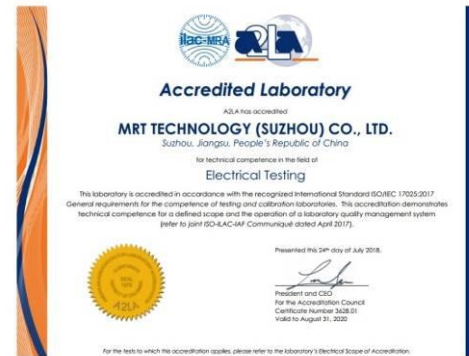 ilac-MRA
A2LA
Accredited Laboratory
A2LA has accredited
MRT TECHNOLOGY (SUZHOU) CO., LTD.
Suzhou, Jiangsu, People's Republic of China
for technical competence in the field of
Electrical Testing
This laboratory is accredited in accordance with the recognized International Standard ISO/IEC 17025:2017
General requirements for the competence of testing and calibration laboratories. This accreditation demonstrates
technical competence for a defined scope and the operation of a laboratory quality management system
(refer to joint ISO-ILAC-IAF Communiqué dated April 2017).
Presented this 24th day of July 2018.
President and CEO
For the Accreditation Council
Certificate Number 3628.01
Valid to August 31, 2020
A2LA
For the tests to which this accreditation applies, please refer to the laboratory's Electrical Scope of Accreditation.